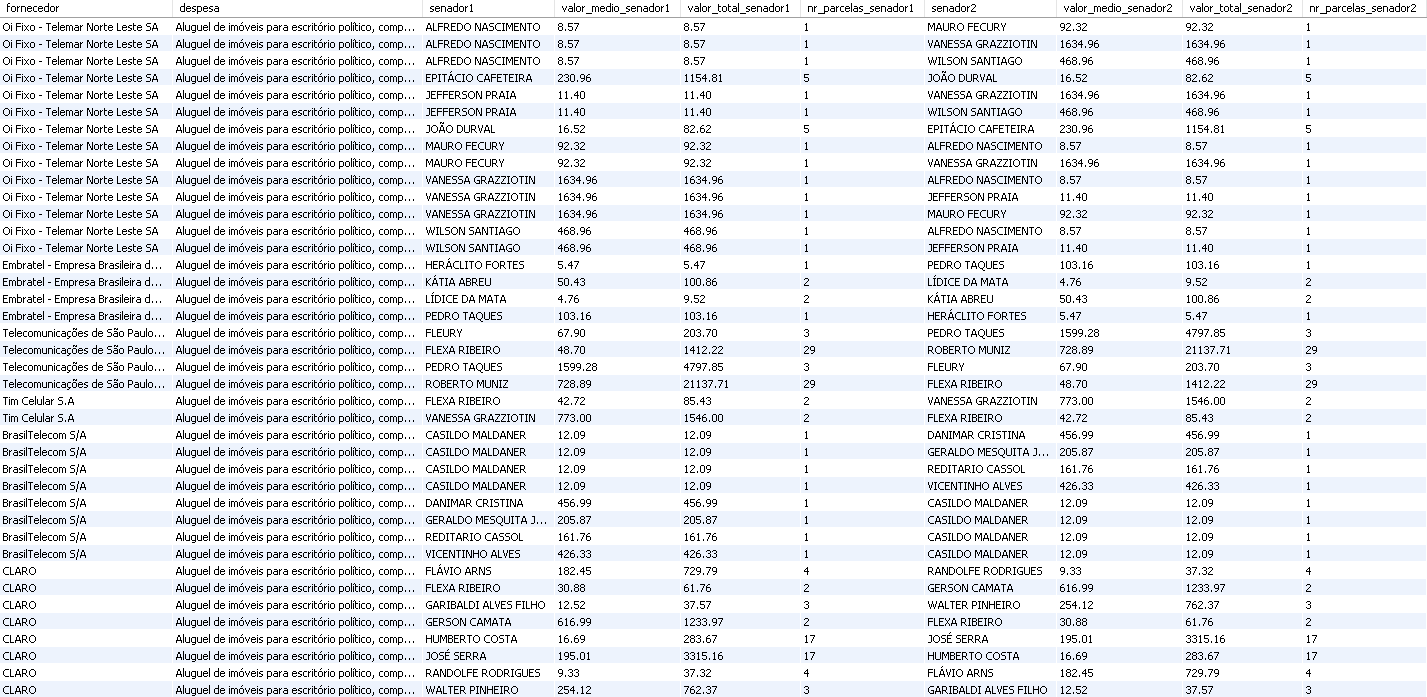 fornecedor despesa senador1 valor_medio_senador1 valor_total_senador1 nr_parcelas_senador1 senador2 valor_medio_senador2 valor_total_senador2 nr_parcelas_senador2
Oi Fixo - Telemar Norte Leste SA Aluguel de imóveis para escritório político, comp... ALFREDO NASCIMENTO 8.57 8.57 1 MAURO FECURY 92.32 92.32 1
Oi Fixo - Telemar Norte Leste SA Aluguel de imóveis para escritório político, comp... ALFREDO NASCIMENTO 8.57 8.57 1 VANESSA GRAZZIOTIN 1634.96 1634.96 1
Oi Fixo - Telemar Norte Leste SA Aluguel de imóveis para escritório político, comp... ALFREDO NASCIMENTO 8.57 8.57 1 WILSON SANTIAGO 468.96 468.96 1
Oi Fixo - Telemar Norte Leste SA Aluguel de imóveis para escritório político, comp... EPITÁCIO CAFETEIRA 230.96 1154.81 5 JOÃO DURVAL 16.52 82.62 5
Oi Fixo - Telemar Norte Leste SA Aluguel de imóveis para escritório político, comp... JEFFERSON PRAIA 11.40 11.40 1 VANESSA GRAZZIOTIN 1634.96 1634.96 1
Oi Fixo - Telemar Norte Leste SA Aluguel de imóveis para escritório político, comp... JEFFERSON PRAIA 11.40 11.40 1 WILSON SANTIAGO 468.96 468.96 1
Oi Fixo - Telemar Norte Leste SA Aluguel de imóveis para escritório político, comp... JOÃO DURVAL 16.52 82.62 5 EPITÁCIO CAFETEIRA 230.96 1154.81 5
Oi Fixo - Telemar Norte Leste SA Aluguel de imóveis para escritório político, comp... MAURO FECURY 92.32 92.32 1 ALFREDO NASCIMENTO 8.57 8.57 1
Oi Fixo - Telemar Norte Leste SA Aluguel de imóveis para escritório político, comp... MAURO FECURY 92.32 92.32 1 VANESSA GRAZZIOTIN 1634.96 1634.96 1
Oi Fixo - Telemar Norte Leste SA Aluguel de imóveis para escritório político, comp... VANESSA GRAZZIOTIN 1634.96 1634.96 1 ALFREDO NASCIMENTO 8.57 8.57 1
Oi Fixo - Telemar Norte Leste SA Aluguel de imóveis para escritório político, comp... VANESSA GRAZZIOTIN 1634.96 1634.96 1 JEFFERSON PRAIA 11.40 11.40 1
Oi Fixo - Telemar Norte Leste SA Aluguel de imóveis para escritório político, comp... VANESSA GRAZZIOTIN 1634.96 1634.96 1 MAURO FECURY 92.32 92.32 1
Oi Fixo - Telemar Norte Leste SA Aluguel de imóveis para escritório político, comp... WILSON SANTIAGO 468.96 468.96 1 ALFREDO NASCIMENTO 8.57 8.57 1
Oi Fixo - Telemar Norte Leste SA Aluguel de imóveis para escritório político, comp... WILSON SANTIAGO 468.96 468.96 1 JEFFERSON PRAIA 11.40 11.40 1
Embratel - Empresa Brasileira d... Aluguel de imóveis para escritório político, comp... HERÁCLITO FORTES 5.47 5.47 1 PEDRO TAQUES 103.16 103.16 1
Embratel - Empresa Brasileira d... Aluguel de imóveis para escritório político, comp... KÁTIA ABREU 50.43 100.86 2 LÍDICE DA MATA 4.76 9.52 2
Embratel - Empresa Brasileira d... Aluguel de imóveis para escritório político, comp... LÍDICE DA MATA 4.76 9.52 2 KÁTIA ABREU 50.43 100.86 2
Embratel - Empresa Brasileira d... Aluguel de imóveis para escritório político, comp... PEDRO TAQUES 103.16 103.16 1 HERÁCLITO FORTES 5.47 5.47 1
Telecomunicações de São Paulo... Aluguel de imóveis para escritório político, comp... FLEURY 67.90 203.70 3 PEDRO TAQUES 1599.28 4797.85 3
Telecomunicações de São Paulo... Aluguel de imóveis para escritório político, comp... FLEXA RIBEIRO 48.70 1412.22 29 ROBERTO MUNIZ 728.89 21137.71 29
Telecomunicações de São Paulo... Aluguel de imóveis para escritório político, comp... PEDRO TAQUES 1599.28 4797.85 3 FLEURY 67.90 203.70 3
Telecomunicações de São Paulo... Aluguel de imóveis para escritório político, comp... ROBERTO MUNIZ 728.89 21137.71 29 FLEXA RIBEIRO 48.70 1412.22 29
Tim Celular S.A Aluguel de imóveis para escritório político, comp... FLEXA RIBEIRO 42.72 85.43 2 VANESSA GRAZZIOTIN 773.00 1546.00 2
Tim Celular S.A Aluguel de imóveis para escritório político, comp... VANESSA GRAZZIOTIN 773.00 1546.00 2 FLEXA RIBEIRO 42.72 85.43 2
BrasilTelecom S/A Aluguel de imóveis para escritório político, comp... CASILDO MALDANER 12.09 12.09 1 DANIMAR CRISTINA 456.99 456.99 1
BrasilTelecom S/A Aluguel de imóveis para escritório político, comp... CASILDO MALDANER 12.09 12.09 1 GERALDO MESQUITA J... 205.87 205.87 1
BrasilTelecom S/A Aluguel de imóveis para escritório político, comp... CASILDO MALDANER 12.09 12.09 1 REDITARIO CASSOL 161.76 161.76 1
BrasilTelecom S/A Aluguel de imóveis para escritório político, comp... CASILDO MALDANER 12.09 12.09 1 VICENTINHO ALVES 426.33 426.33 1
BrasilTelecom S/A Aluguel de imóveis para escritório político, comp... DANIMAR CRISTINA 456.99 456.99 1 CASILDO MALDANER 12.09 12.09 1
BrasilTelecom S/A Aluguel de imóveis para escritório político, comp... GERALDO MESQUITA J... 205.87 205.87 1 CASILDO MALDANER 12.09 12.09 1
BrasilTelecom S/A Aluguel de imóveis para escritório político, comp... REDITARIO CASSOL 161.76 161.76 1 CASILDO MALDANER 12.09 12.09 1
BrasilTelecom S/A Aluguel de imóveis para escritório político, comp... VICENTINHO ALVES 426.33 426.33 1 CASILDO MALDANER 12.09 12.09 1
CLARO Aluguel de imóveis para escritório político, comp... FLÁVIO ARNS 182.45 729.79 4 RANDOLFE RODRIGUES 9.33 37.32 4
CLARO Aluguel de imóveis para escritório político, comp... FLEXA RIBEIRO 30.88 61.76 2 GERSON CAMATA 616.99 1233.97 2
CLARO Aluguel de imóveis para escritório político, comp... GARIBALDI ALVES FILHO 12.52 37.57 3 WALTER PINHEIRO 254.12 762.37 3
CLARO Aluguel de imóveis para escritório político, comp... GERSON CAMATA 616.99 1233.97 2 FLEXA RIBEIRO 30.88 61.76 2
CLARO Aluguel de imóveis para escritório político, comp... HUMBERTO COSTA 16.69 283.67 17 JOSÉ SERRA 195.01 3315.16 17
CLARO Aluguel de imóveis para escritório político, comp... JOSÉ SERRA 195.01 3315.16 17 HUMBERTO COSTA 16.69 283.67 17
CLARO Aluguel de imóveis para escritório político, comp... RANDOLFE RODRIGUES 9.33 37.32 4 FLÁVIO ARNS 182.45 729.79 4
CLARO Aluguel de imóveis para escritório político, comp... WALTER PINHEIRO 254.12 762.37 3 GARIBALDI ALVES FILHO 12.52 37.57 3